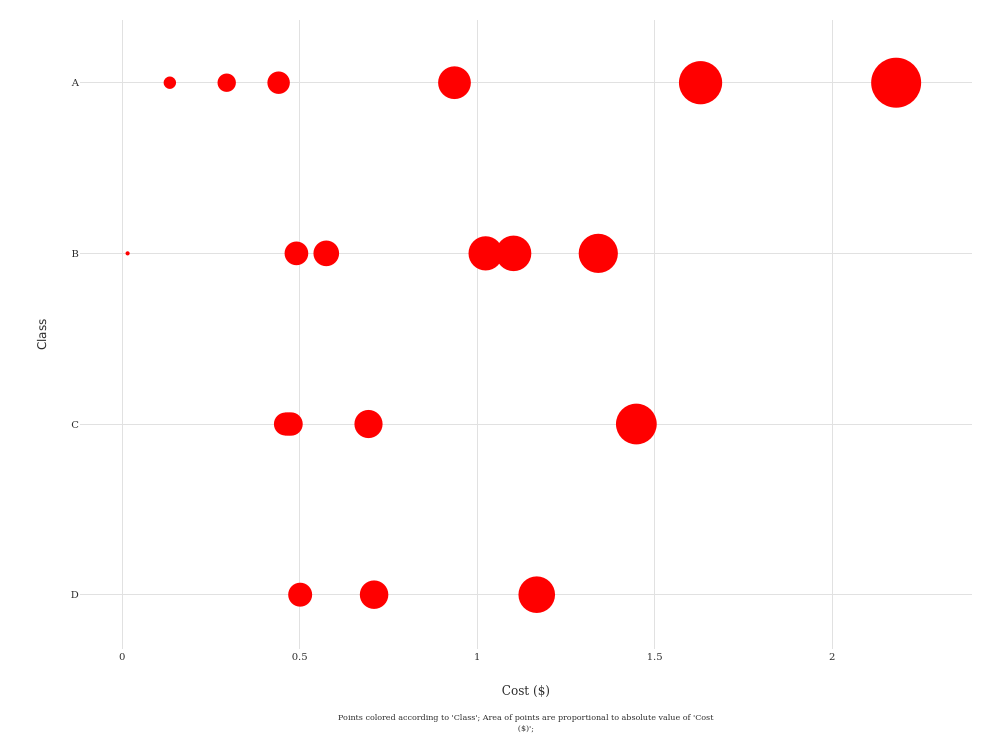 A
B
Class
C
D
0
0.5
1
1.5
2
Cost ($)
Points colored according to 'Class'; Area of points are proportional to absolute value of 'Cost
($)';